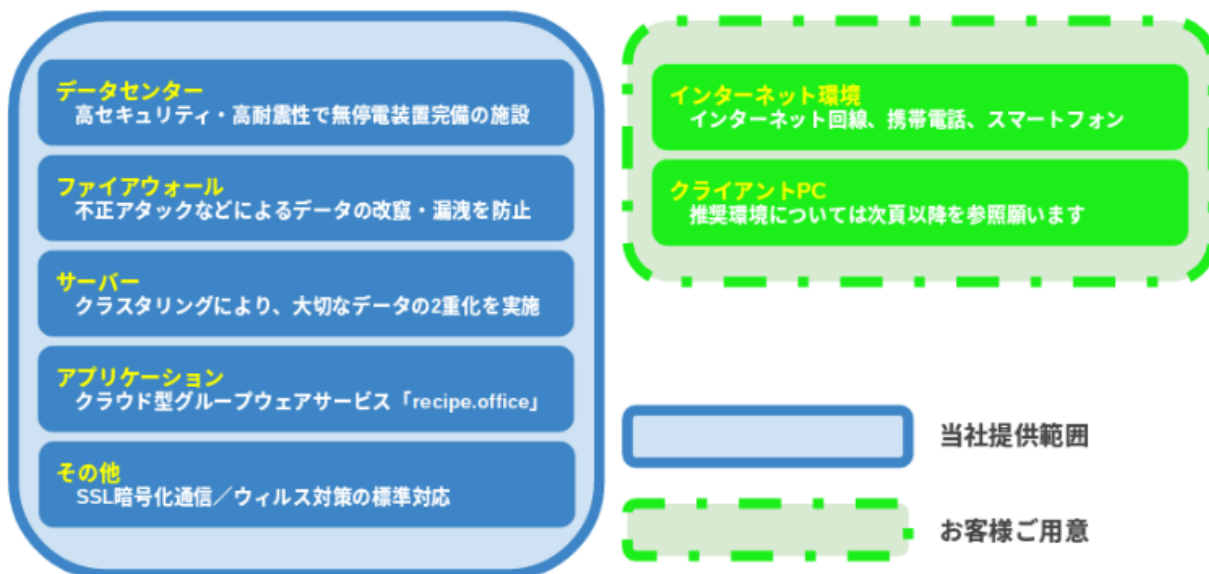 データセンター
高セキュリティ・高耐震性で無停電装置完備の施設
ファイアウォール
不正アタックなどによるデータの改竄・漏洩を防止
サーバー
クラスタリングにより、大切なデータの2重化を実施
アプリケーション
クラウド型グループウェアサービス「recipe.office」
その他
SSL暗号化通信／ウィルス対策の標準対応
インターネット環境
インターネット回線、携帯電話、スマートフォン
クライアントPC
推奨環境については次頁以降を参照願います
当社提供範囲
お客様ご用意